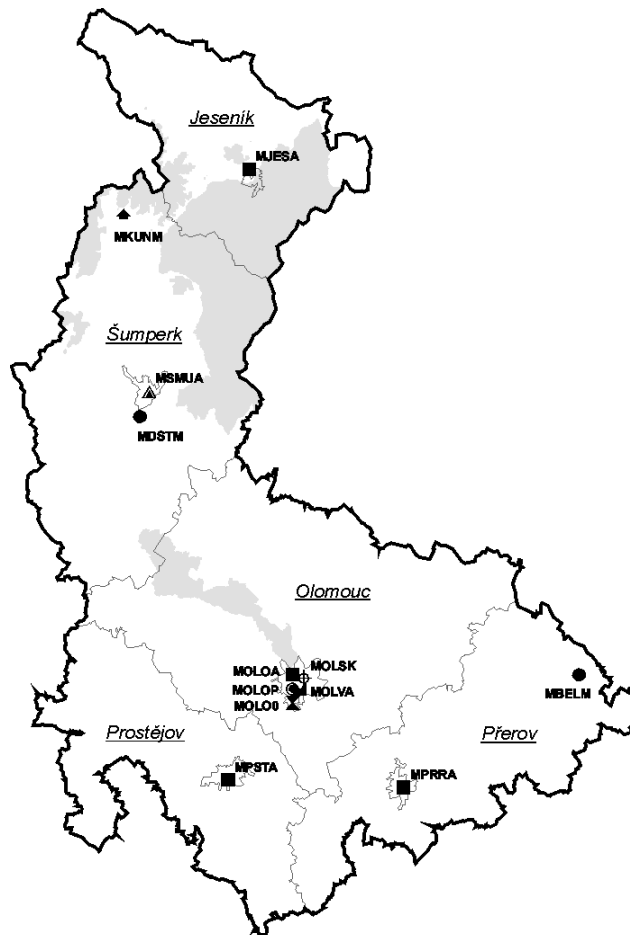 Jeseník
MJESA
MKUNM
Šumperk
MSMUA
MDSTM
Olomouc
MOLOA MOLSK
MOLOP MOLVA
MOLO0
MBELM
Prostějov
Přerov
MPSTA
MPRRA